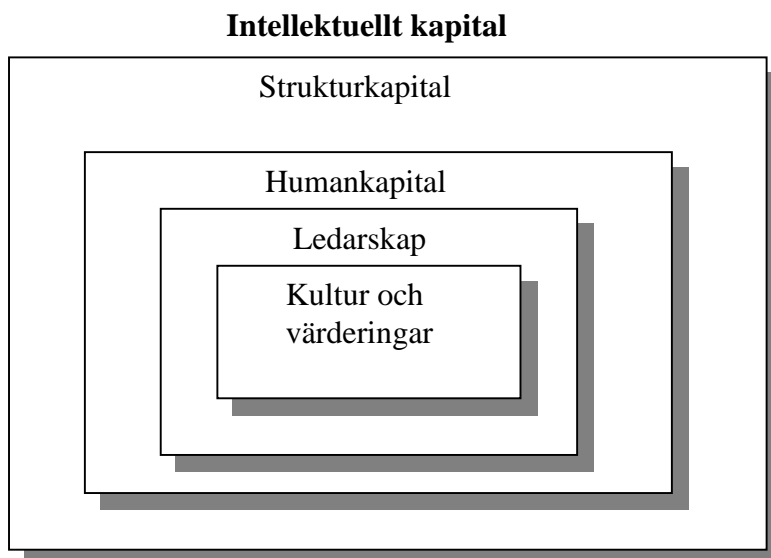 Intellektuellt kapital
Strukturkapital
Humankapital
Ledarskap
Kultur och
värderingar